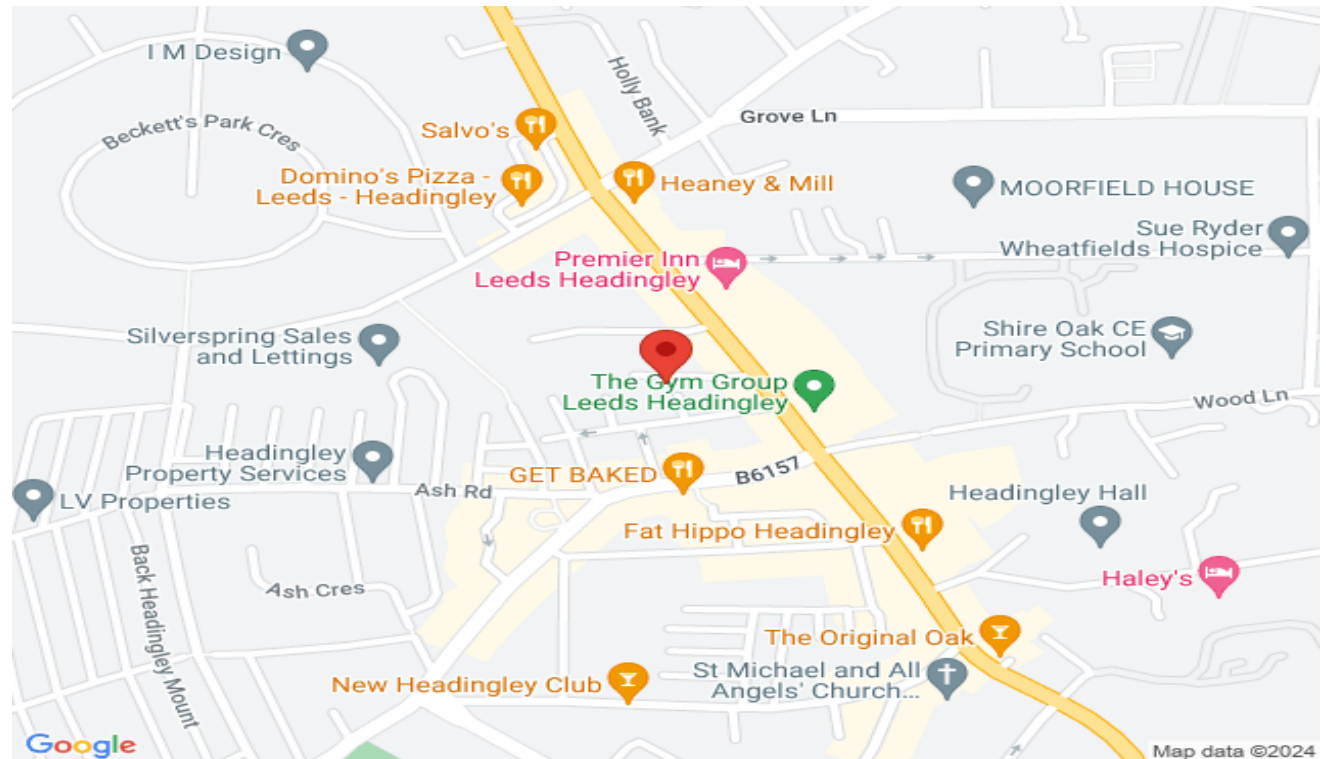 I M Design
Holly Bank
Beckett's Park Cres
Salvo's
Grove Ln
Domino's Pizza -
Leeds - Headingley
Heaney & Mill
MOORFIELD HOUSE
Sue Ryder
Wheatfields Hospice
Premier Inn
Leeds Headingley
Silverspring Sales
and Lettings
Shire Oak CE
Primary School
The Gym Group
Leeds Headingley
Wood Ln
Headingley
Property Services
GET BAKED
B6157
Ash Rd
LV Properties
Headingley Hall
Fat Hippo Headingley
Back Headingley Mount
Ash Cres
Haley's
The Original Oak
St Michael and All
Angels' Church...
New Headingley Club
Google
Map data ©2024